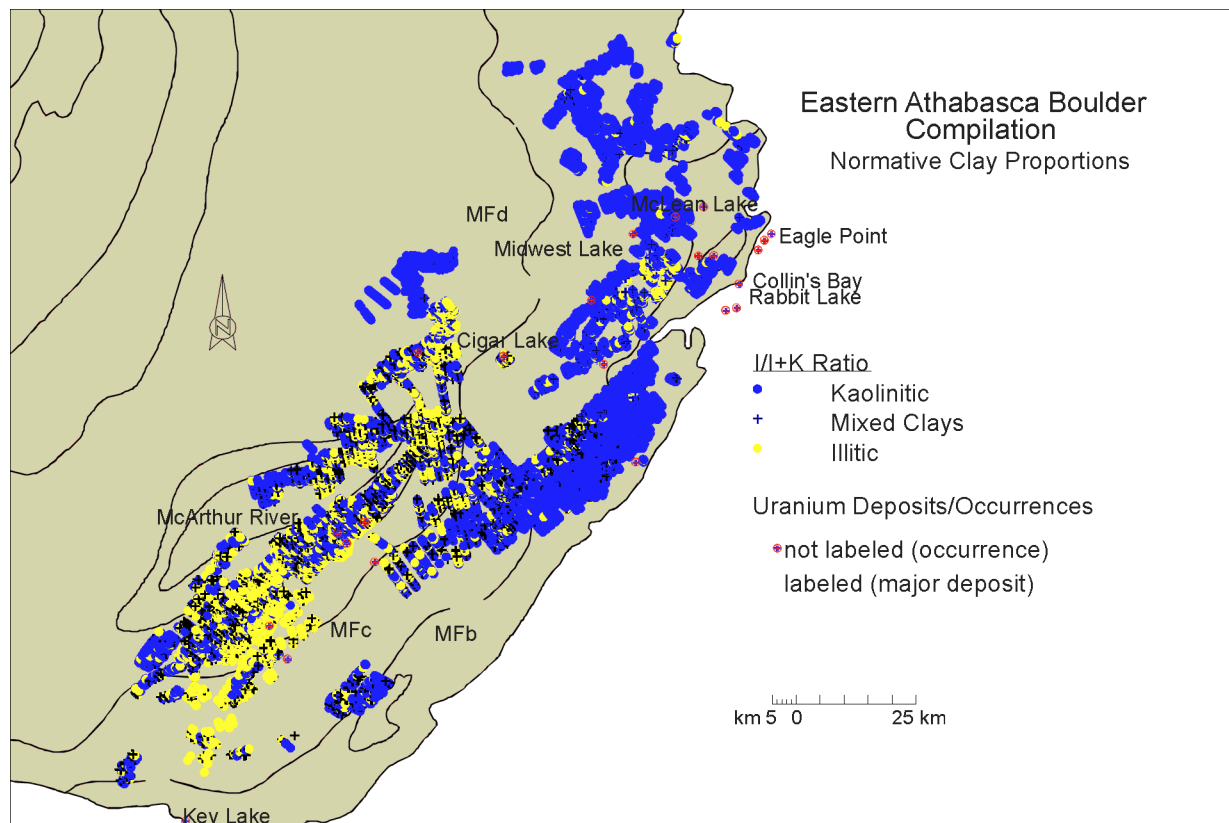 Eastern Athabasca Boulder
Compilation
Normative Clay Proportions
MFd
McLean Lake
Midwest Lake
Eagle Point
Collin's Bay
Rabbit Lake
N
Cigar Lake
I/I+K Ratio
Kaolinitic
Mixed Clays
Illitic
McArthur River
Uranium Deposits/Occurrences
not labeled (occurrence)
labeled (major deposit)
MFc
MFb
km 5 0 25 km
Key Lake